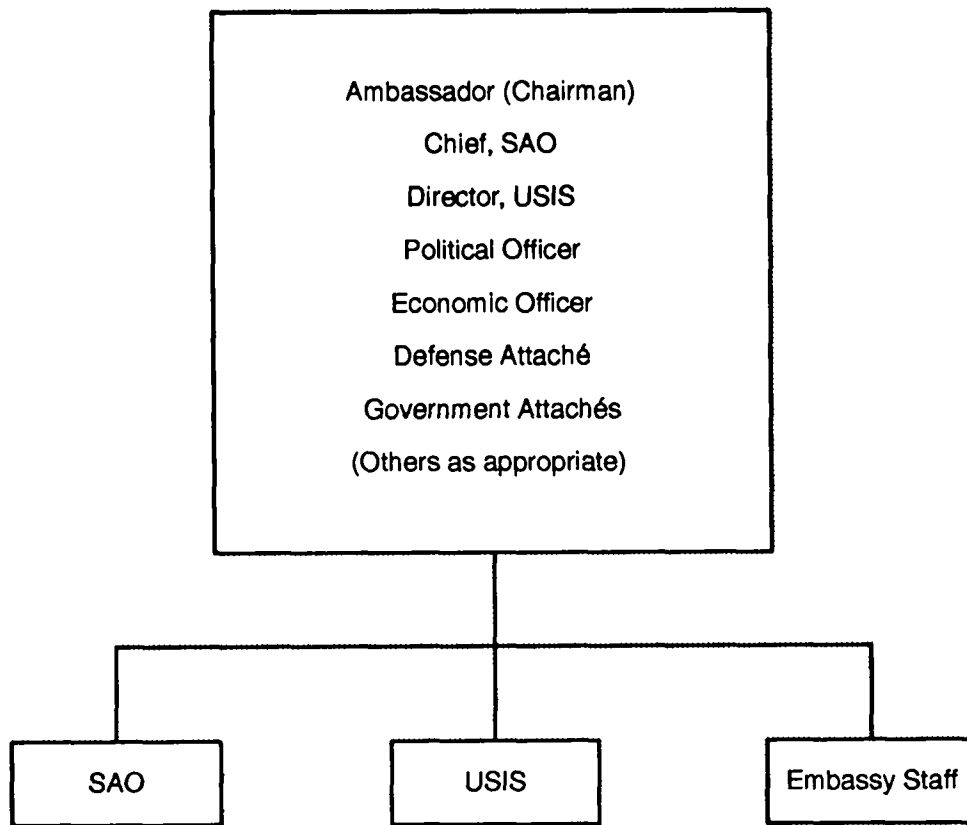 Ambassador (Chairman)
Chief, SAO
Director, USIS
Political Officer
Economic Officer
Defense Attaché
Government Attachés
(Others as appropriate)
SAO
USIS
Embassy Staff